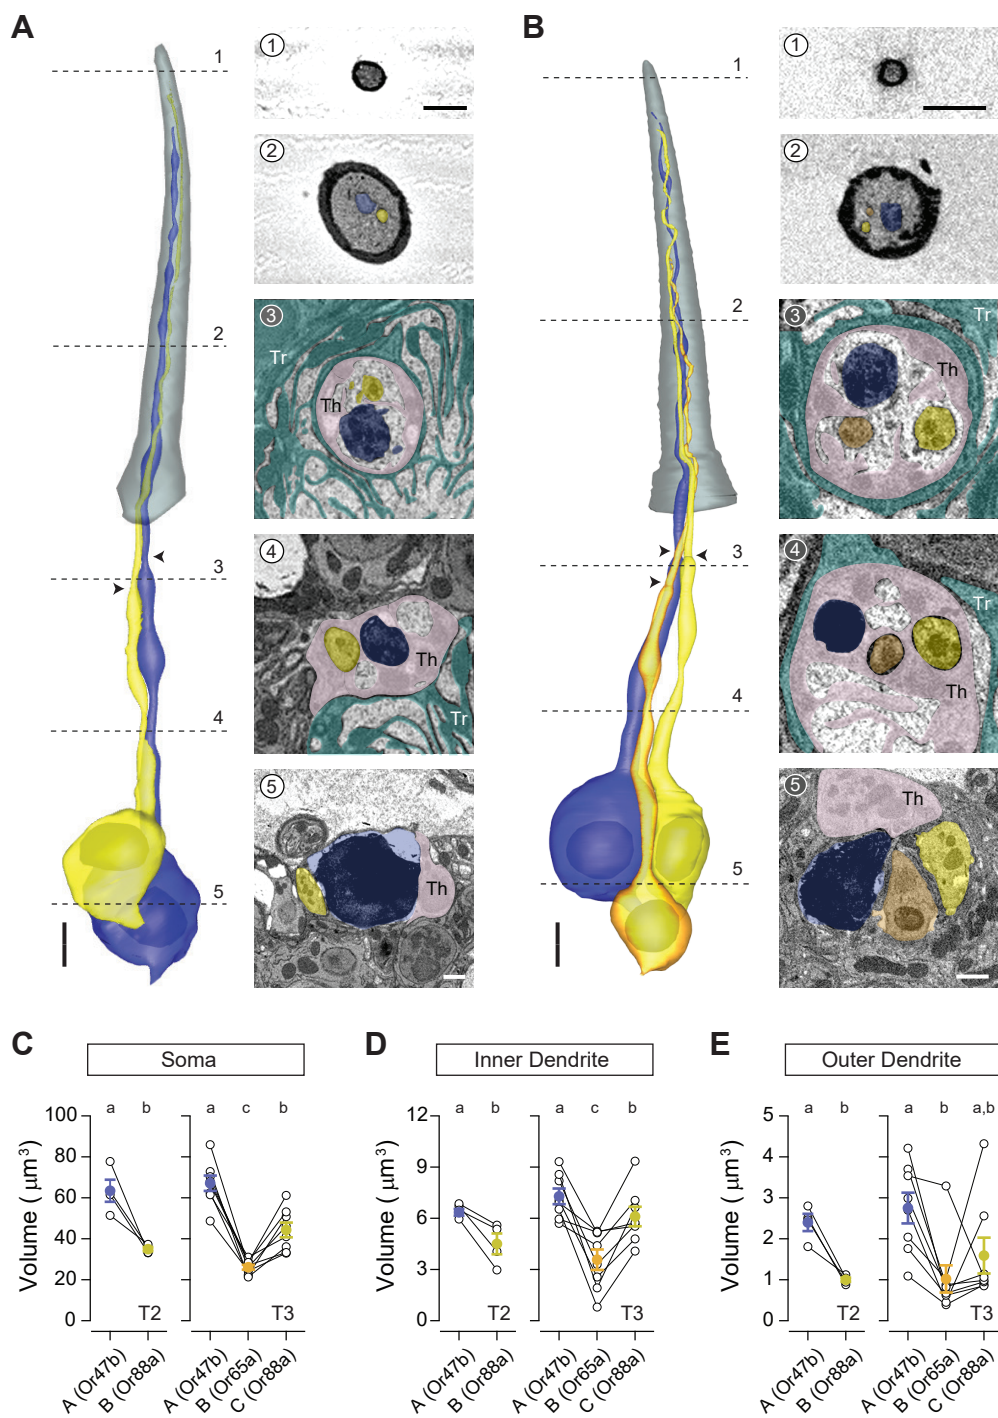 A
B
1
2
3
4
5
1
2
3
Tr
Th
4
Th
Tr
5
Th
1
2
3
4
5
1
2
3
Tr
Th
4
Tr
Th
5
Th
C
D
E
Soma
Inner Dendrite
Outer Dendrite
a b a c b
100
80
60
40
20
0
Volume ( μm³)
T2
T3
A (Or47b)
B (Or88a)
A (Or47b)
B (Or65a)
C (Or88a)
a b a c b
12
9
6
3
0
Volume ( μm³)
T2
T3
A (Or47b)
B (Or88a)
A (Or47b)
B (Or65a)
C (Or88a)
a b a b a,b
5
4
3
2
1
0
Volume ( μm³)
T2
T3
A (Or47b)
B (Or88a)
A (Or47b)
B (Or65a)
C (Or88a)